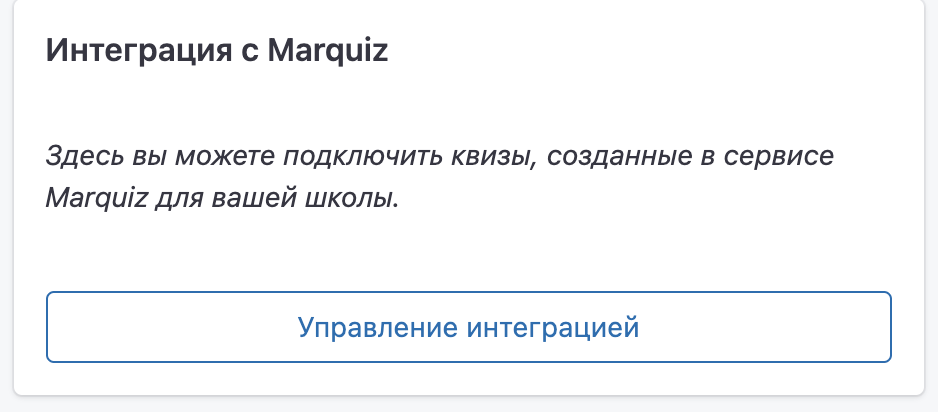 Интеграция с Marquiz
Здесь вы можете подключить квизы, созданные в сервисе
Marquiz для вашей школы.
Управление интеграцией